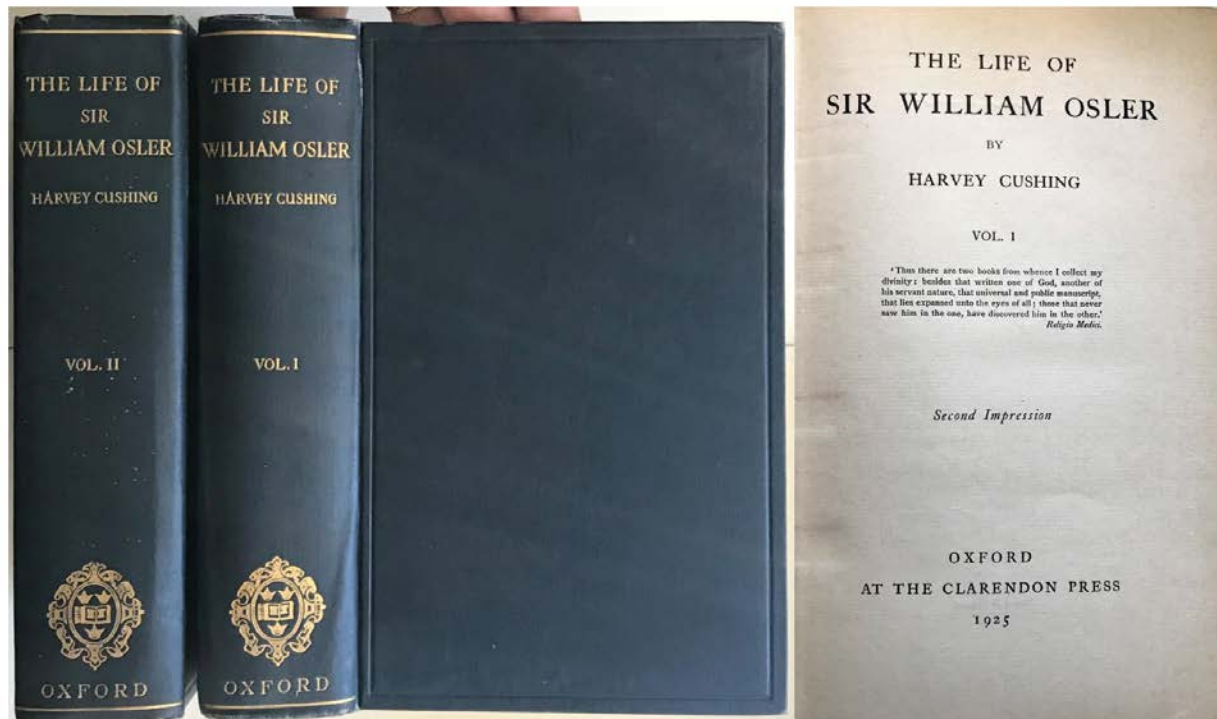 THE LIFE OF
SIR
WILLIAM OSLER
HARVEY CUSHING
VOL. II
OXFORD
THE LIFE OF
SIR
WILLIAM OSLER
HARVEY CUSHING
VOL. I
OXFORD
THE LIFE OF
SIR WILLIAM OSLER
BY
HARVEY CUSHING
VOL. I
'Thus there are two books from whence I collect my
divinity; besides that written one of God, another of
his servant nature, that universal and public manuscript,
that lies expansed unto the eyes of all; those that never
saw him in the one, have discovered him in the other.'
Religio Medici.
Second Impression
OXFORD
AT THE CLARENDON PRESS
1925